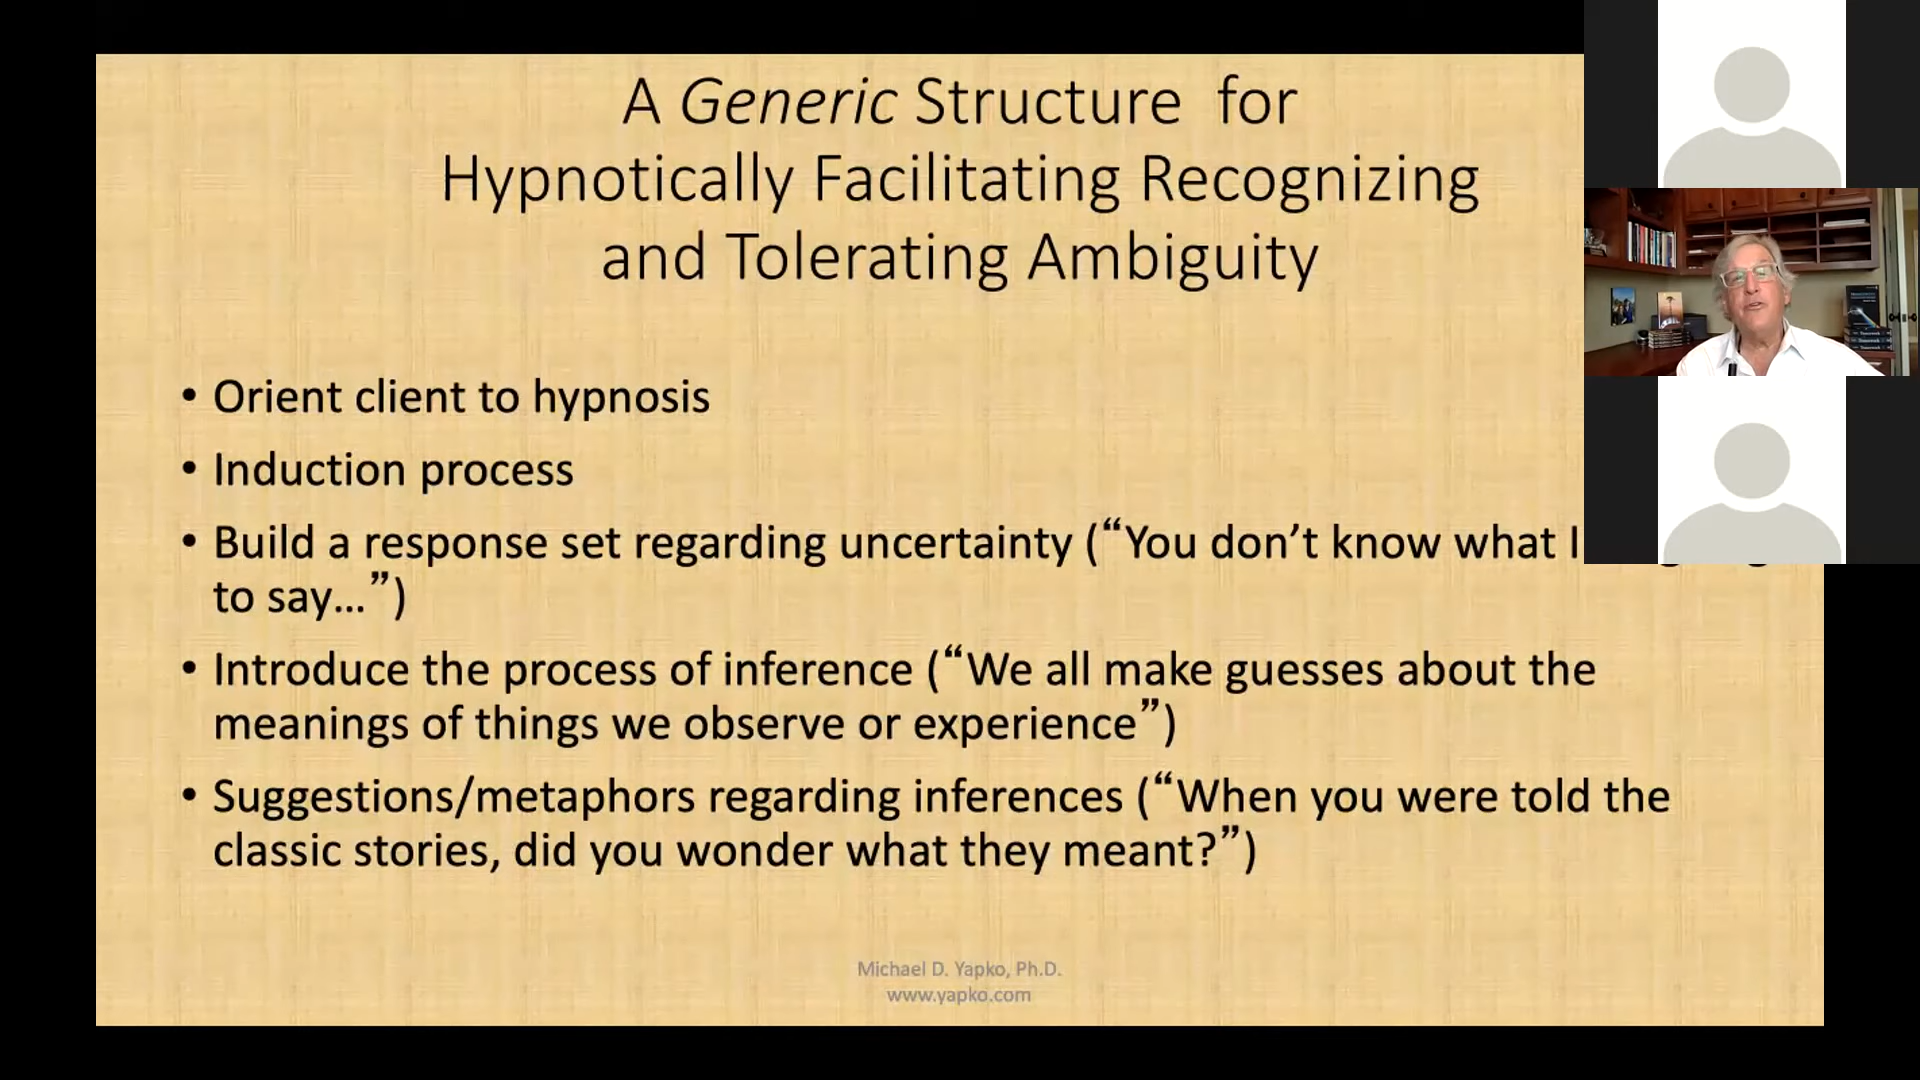 A Generic Structure for
Hypnotically Facilitating Recognizing
and Tolerating Ambiguity
• Orient client to hypnosis
• Induction process
• Build a response set regarding uncertainty (“You don’t know what I
to say…”)
• Introduce the process of inference (“We all make guesses about the
meanings of things we observe or experience”)
• Suggestions/metaphors regarding inferences (“When you were told the
classic stories, did you wonder what they meant?”)
Michael D. Yapko, Ph.D.
www.yapko.com